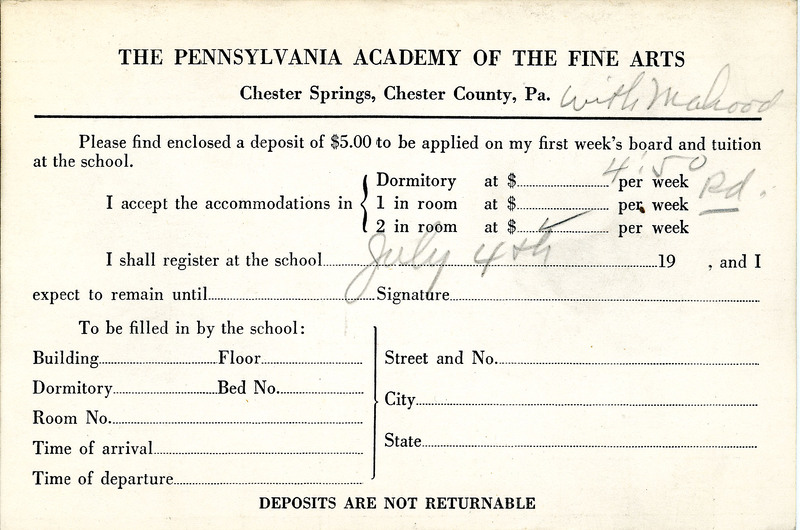 THE PENNSYLVANIA ACADEMY OF THE FINE ARTS
Chester Springs, Chester County, Pa. with Mahood
Please find enclosed a deposit of $5.00 to be applied on my first week's board and tuition
at the school.
4.50
Dormitory at $ per week Pd.
I accept the accommodations in 1 in room at $ per week
2 in room at $ ✓ per week
I shall register at the school July 4th 19 , and I
expect to remain until Signature
To be filled in by the school:
Building Floor Street and No.
Dormitory Bed No.
City
Room No.
State
Time of arrival
Time of departure
DEPOSITS ARE NOT RETURNABLE